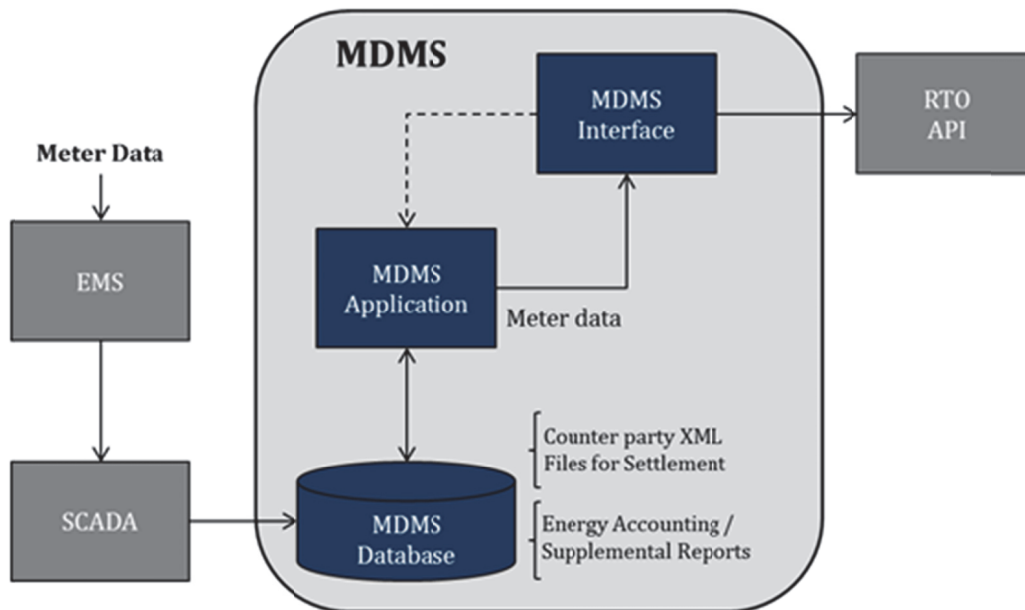 MDMS
MDMS
Interface
RTO
API
Meter Data
EMS
MDMS
Application
Meter data
Counter party XML
Files for Settlement
SCADA
MDMS
Database
Energy Accounting /
Supplemental Reports